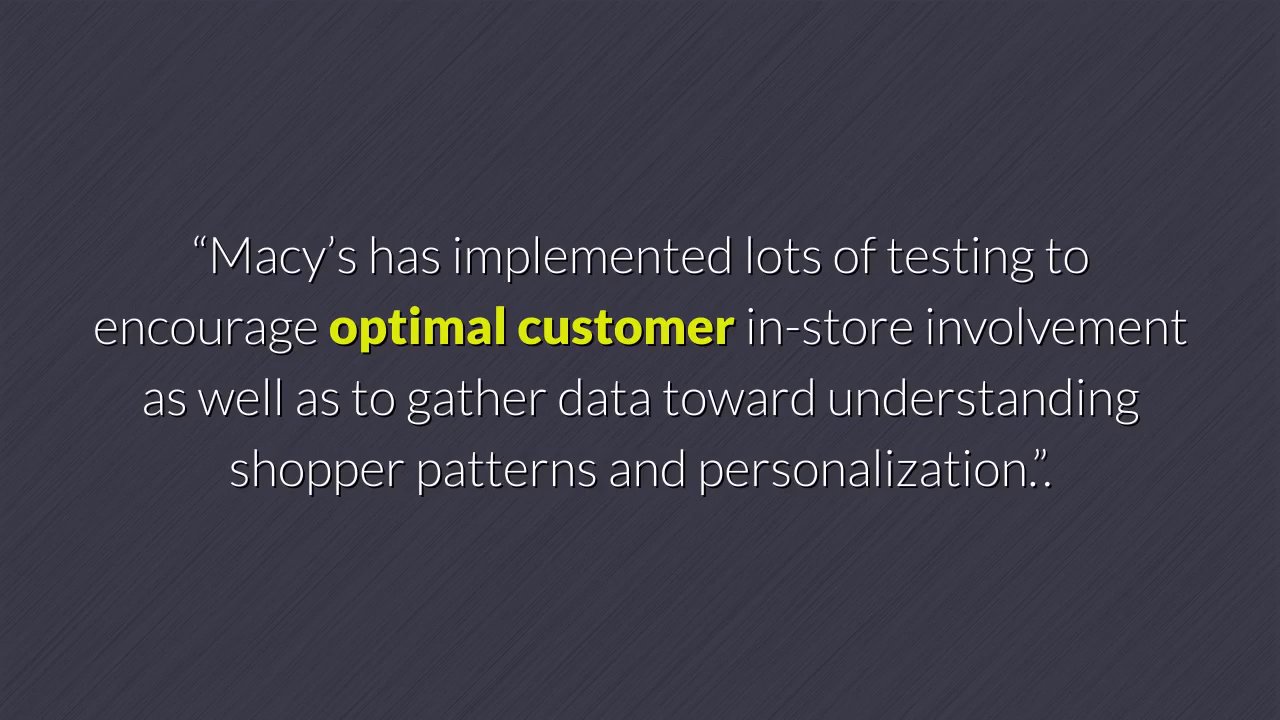 “Macy’s has implemented lots of testing to
encourage optimal customer in-store involvement
as well as to gather data toward understanding
shopper patterns and personalization.”.